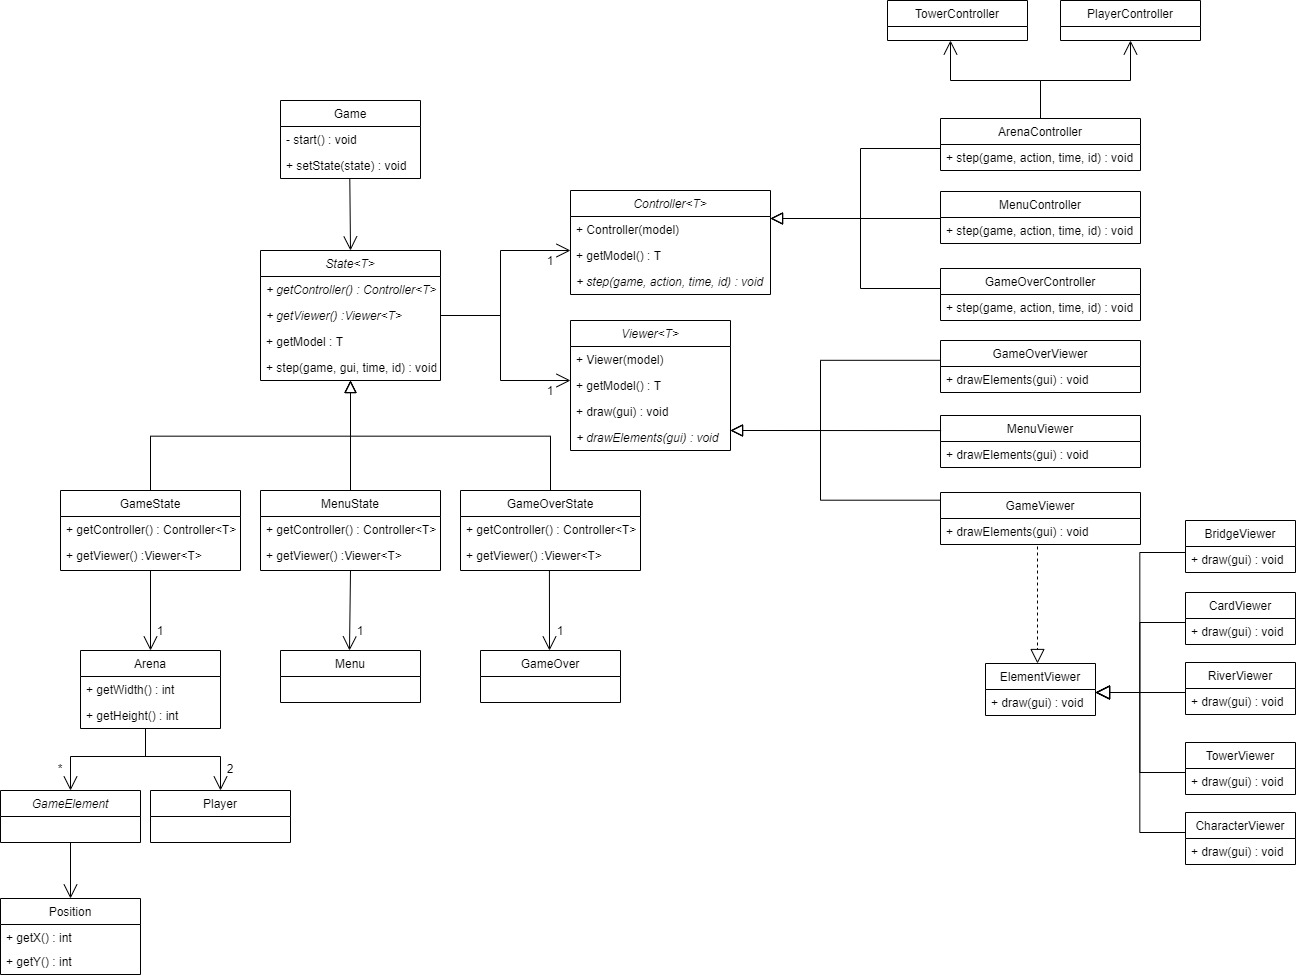 TowerController
PlayerController
Game
- start() : void
+ setState(state) : void
ArenaController
+ step(game, action, time, id) : void
Controller<T>
+ Controller(model)
+ getModel() : T
+ step(game, action, time, id) : void
1
MenuController
+ step(game, action, time, id) : void
GameOverController
+ step(game, action, time, id) : void
State<T>
+ getController() : Controller<T>
+ getViewer() :Viewer<T>
+ getModel : T
+ step(game, gui, time, id) : void
Viewer<T>
+ Viewer(model)
+ getModel() : T
+ draw(gui) : void
+ drawElements(gui) : void
1
GameOverViewer
+ drawElements(gui) : void
MenuViewer
+ drawElements(gui) : void
GameViewer
+ drawElements(gui) : void
GameState
+ getController() : Controller<T>
+ getViewer() :Viewer<T>
MenuState
+ getController() : Controller<T>
+ getViewer() :Viewer<T>
GameOverState
+ getController() : Controller<T>
+ getViewer() :Viewer<T>
BridgeViewer
+ draw(gui) : void
CardViewer
+ draw(gui) : void
1
1
1
Arena
+ getWidth() : int
+ getHeight() : int
Menu
GameOver
ElementViewer
+ draw(gui) : void
RiverViewer
+ draw(gui) : void
TowerViewer
+ draw(gui) : void
*
2
GameElement
Player
CharacterViewer
+ draw(gui) : void
Position
+ getX() : int
+ getY() : int